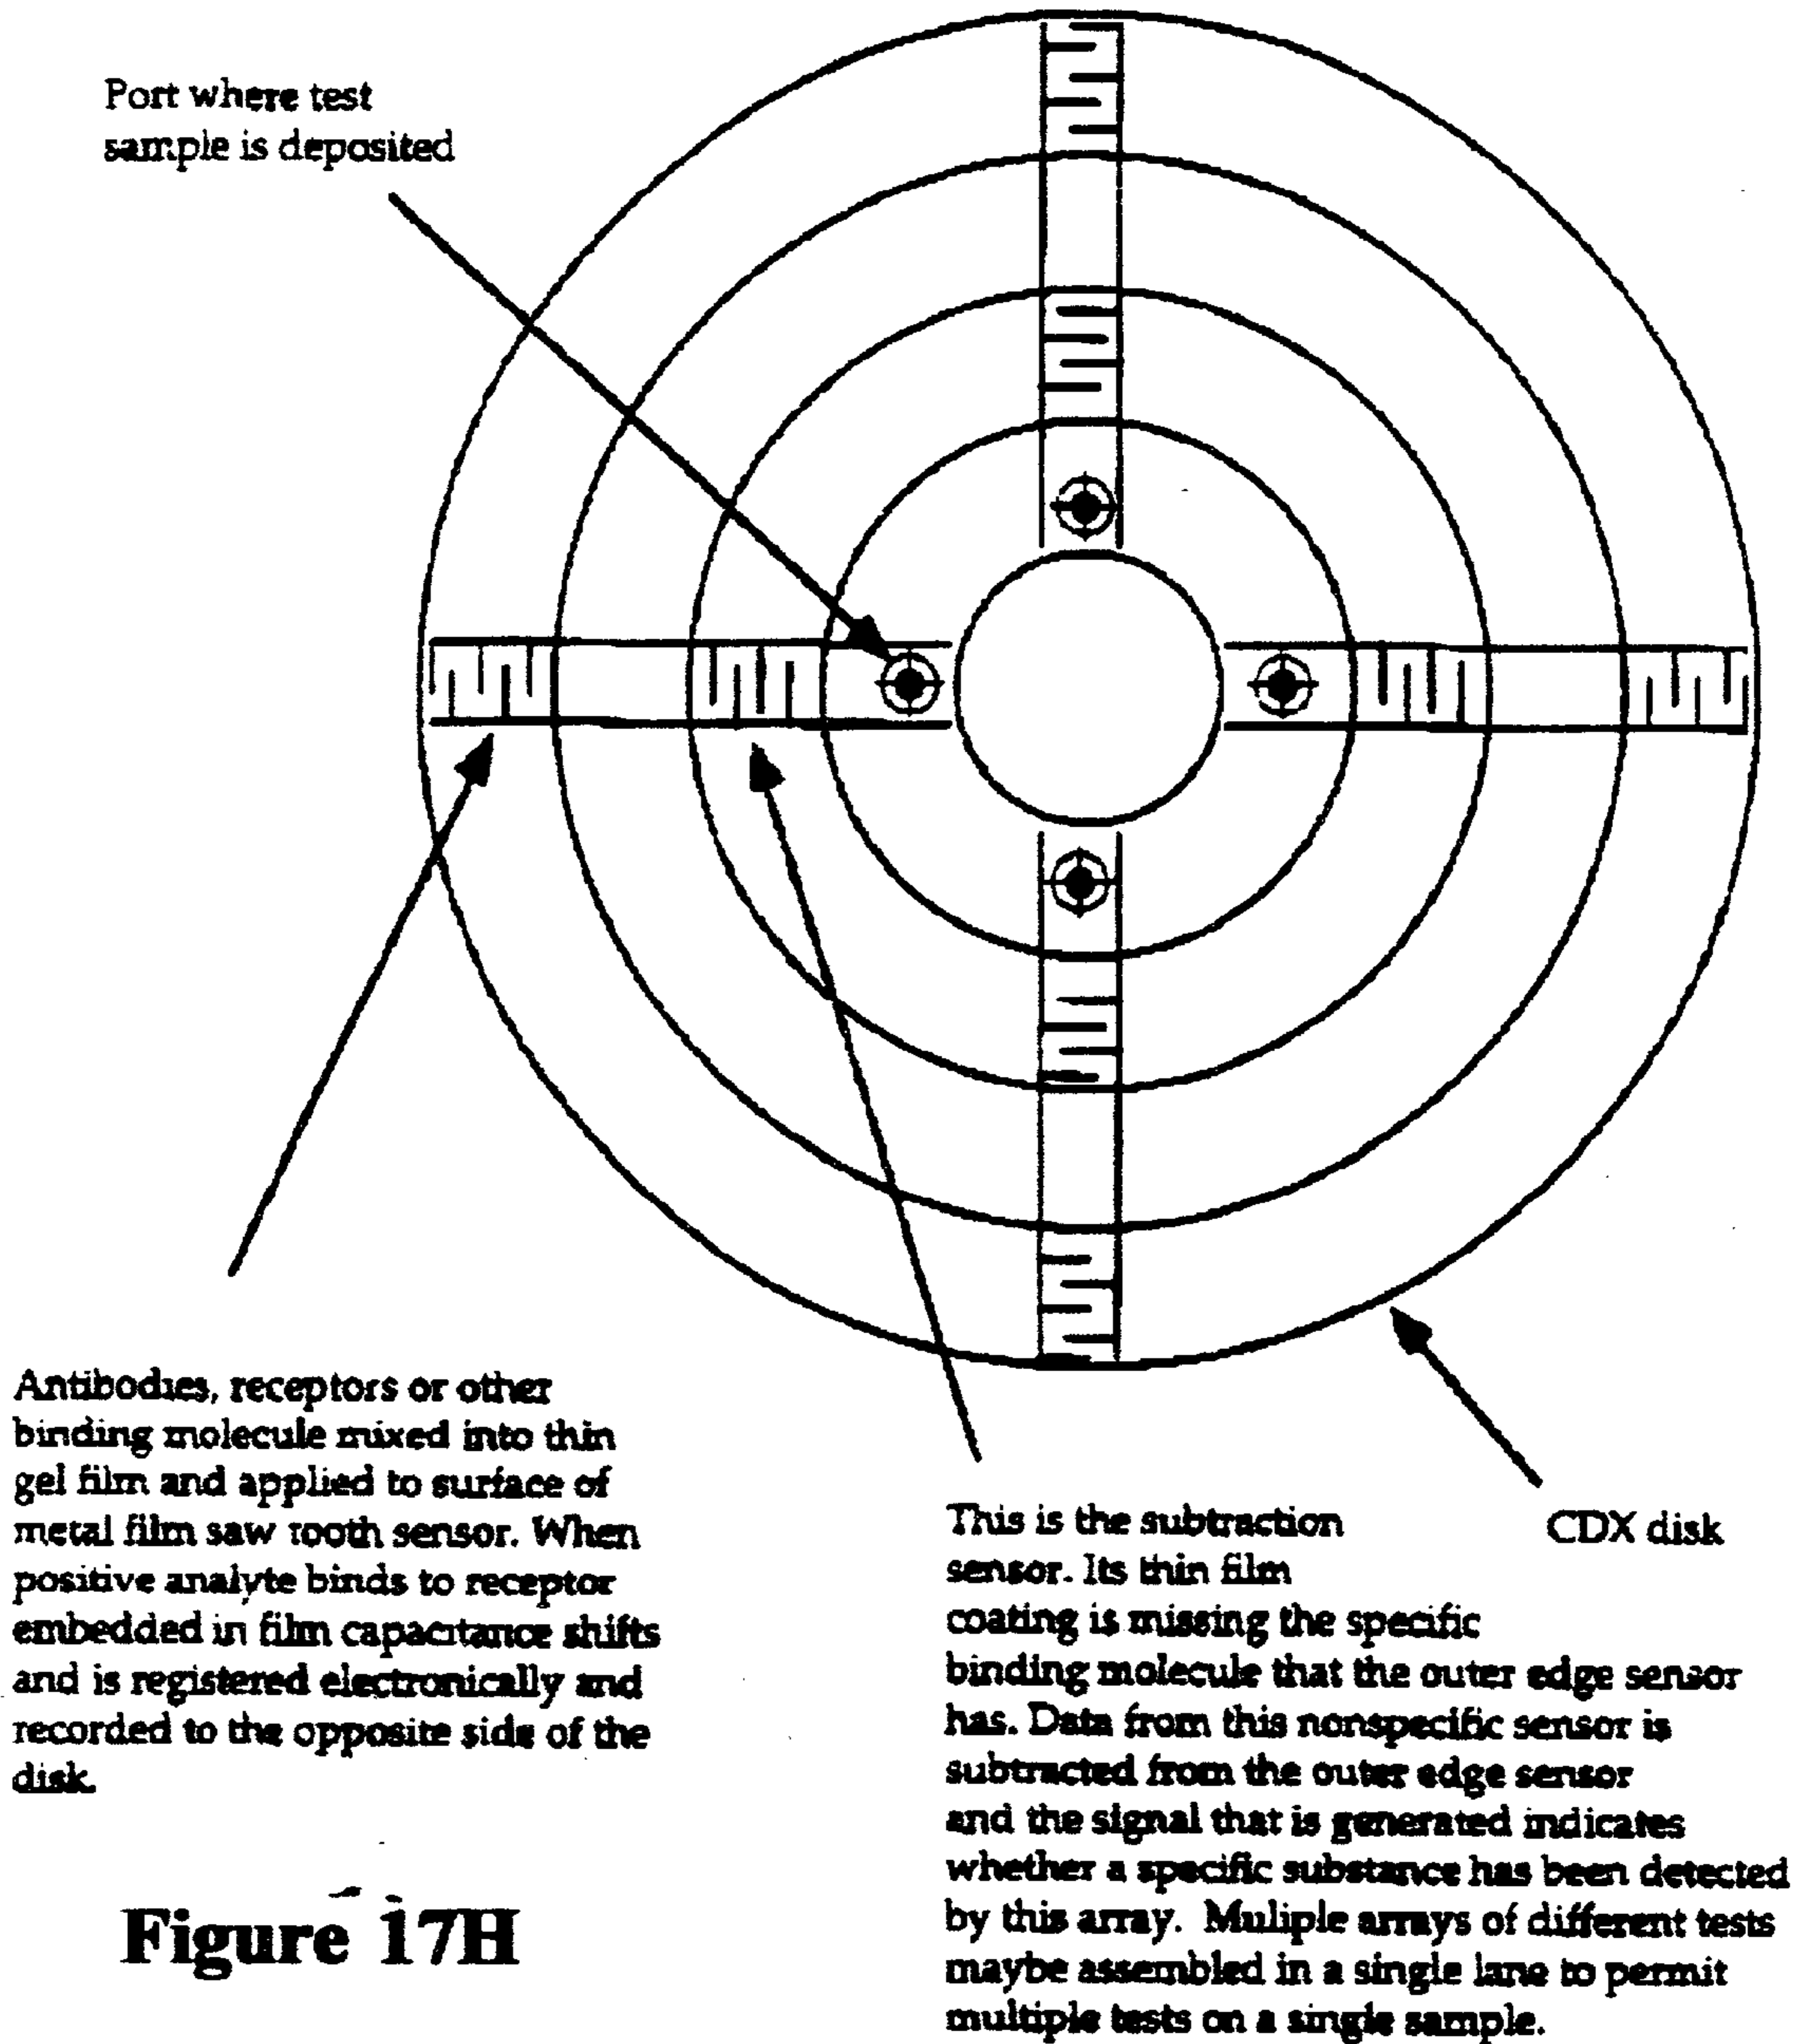 Port where test
sample is deposited
Antibodies, receptors or other
binding molecule mixed into thin
gel film and applied to surface of
metal film saw tooth sensor. When
positive analyte binds to receptor
embedded in film capacitance shifts
and is registered electronically and
recorded to the opposite side of the
disk.
This is the subtraction
sensor. Its thin film
coating is missing the specific
binding molecule that the outer edge sensor
has. Data from this nonspecific sensor is
subtracted from the outer edge sensor
and the signal that is generated indicates
whether a specific substance has been detected
by this array. Muliple arrays of different tests
maybe assembled in a single lane to permit
multiple tests on a single sample.
CDX disk
Figure 17H